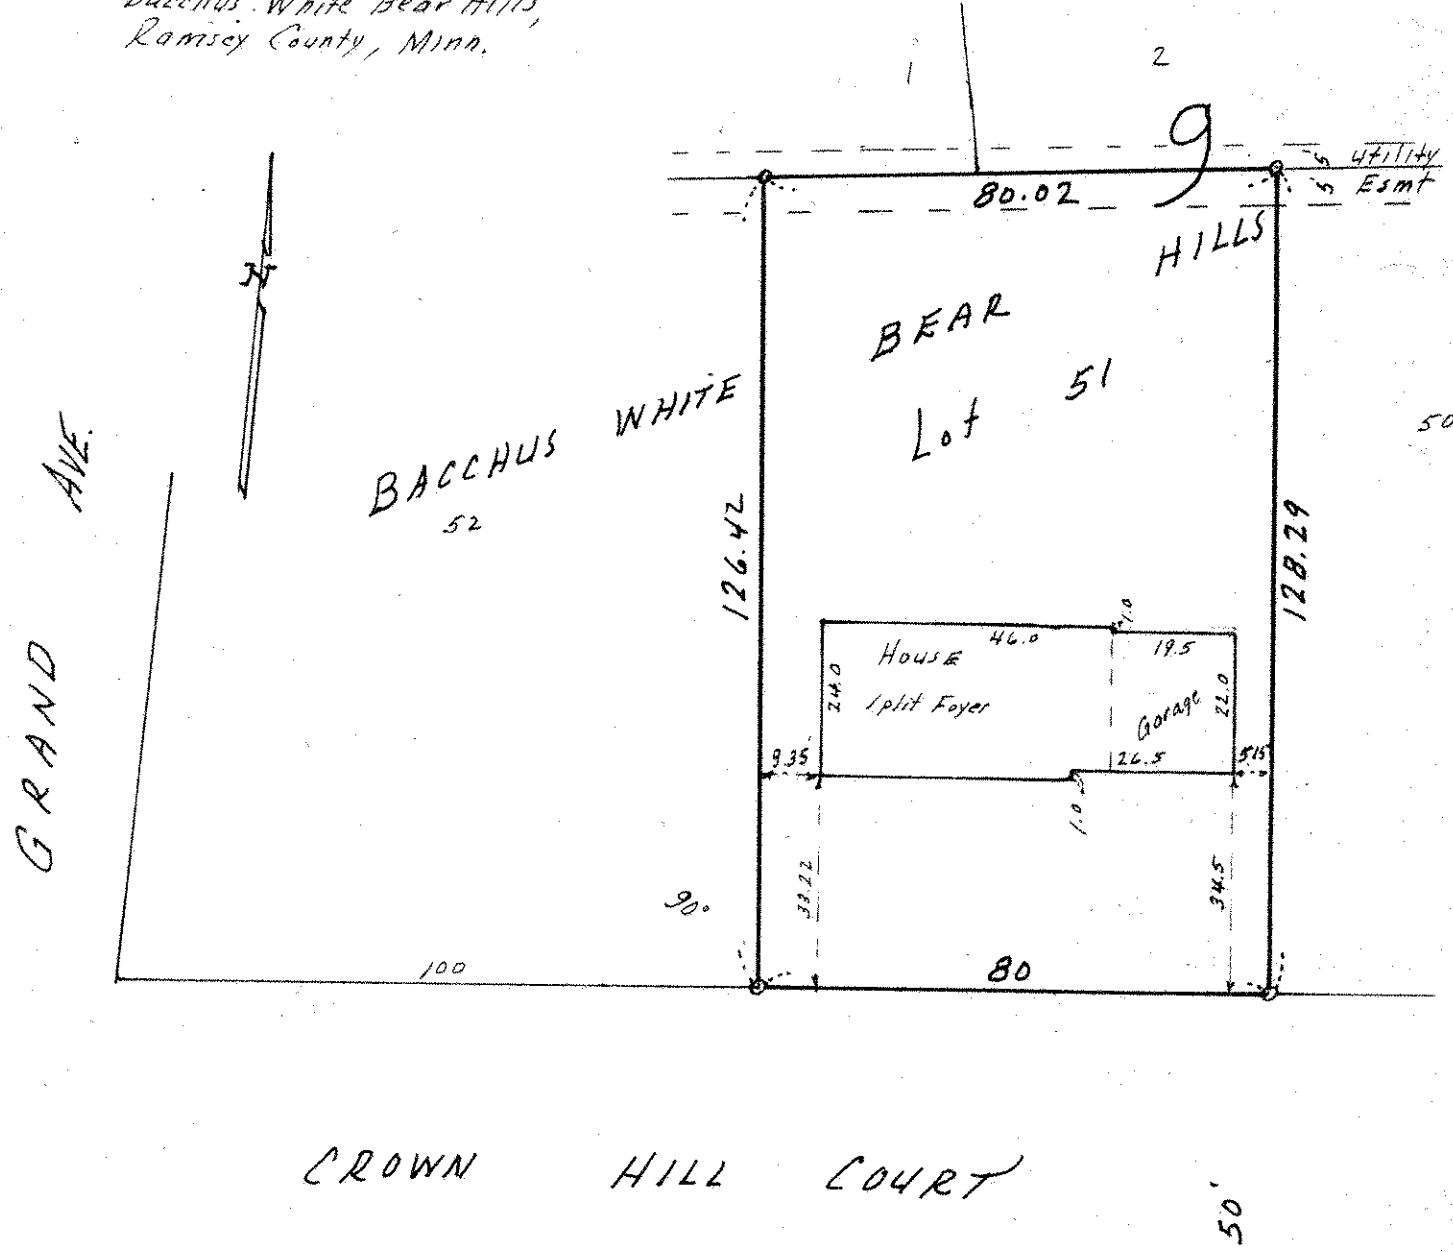 Bacchus White Bear Hills,
Ramsey County, Minn.
1
2
9
5
5
Utility
Esmt
80.02
N
BACCHUS WHITE BEAR HILLS
Lot 51
52
50
GRAND AVE.
126.42
128.29
46.0
1.0
19.5
House
Split Foyer
24.0
Garage
22.0
9.35
26.5
5.15
1.0
33.22
34.5
90°
100
80
CROWN HILL COURT
50'